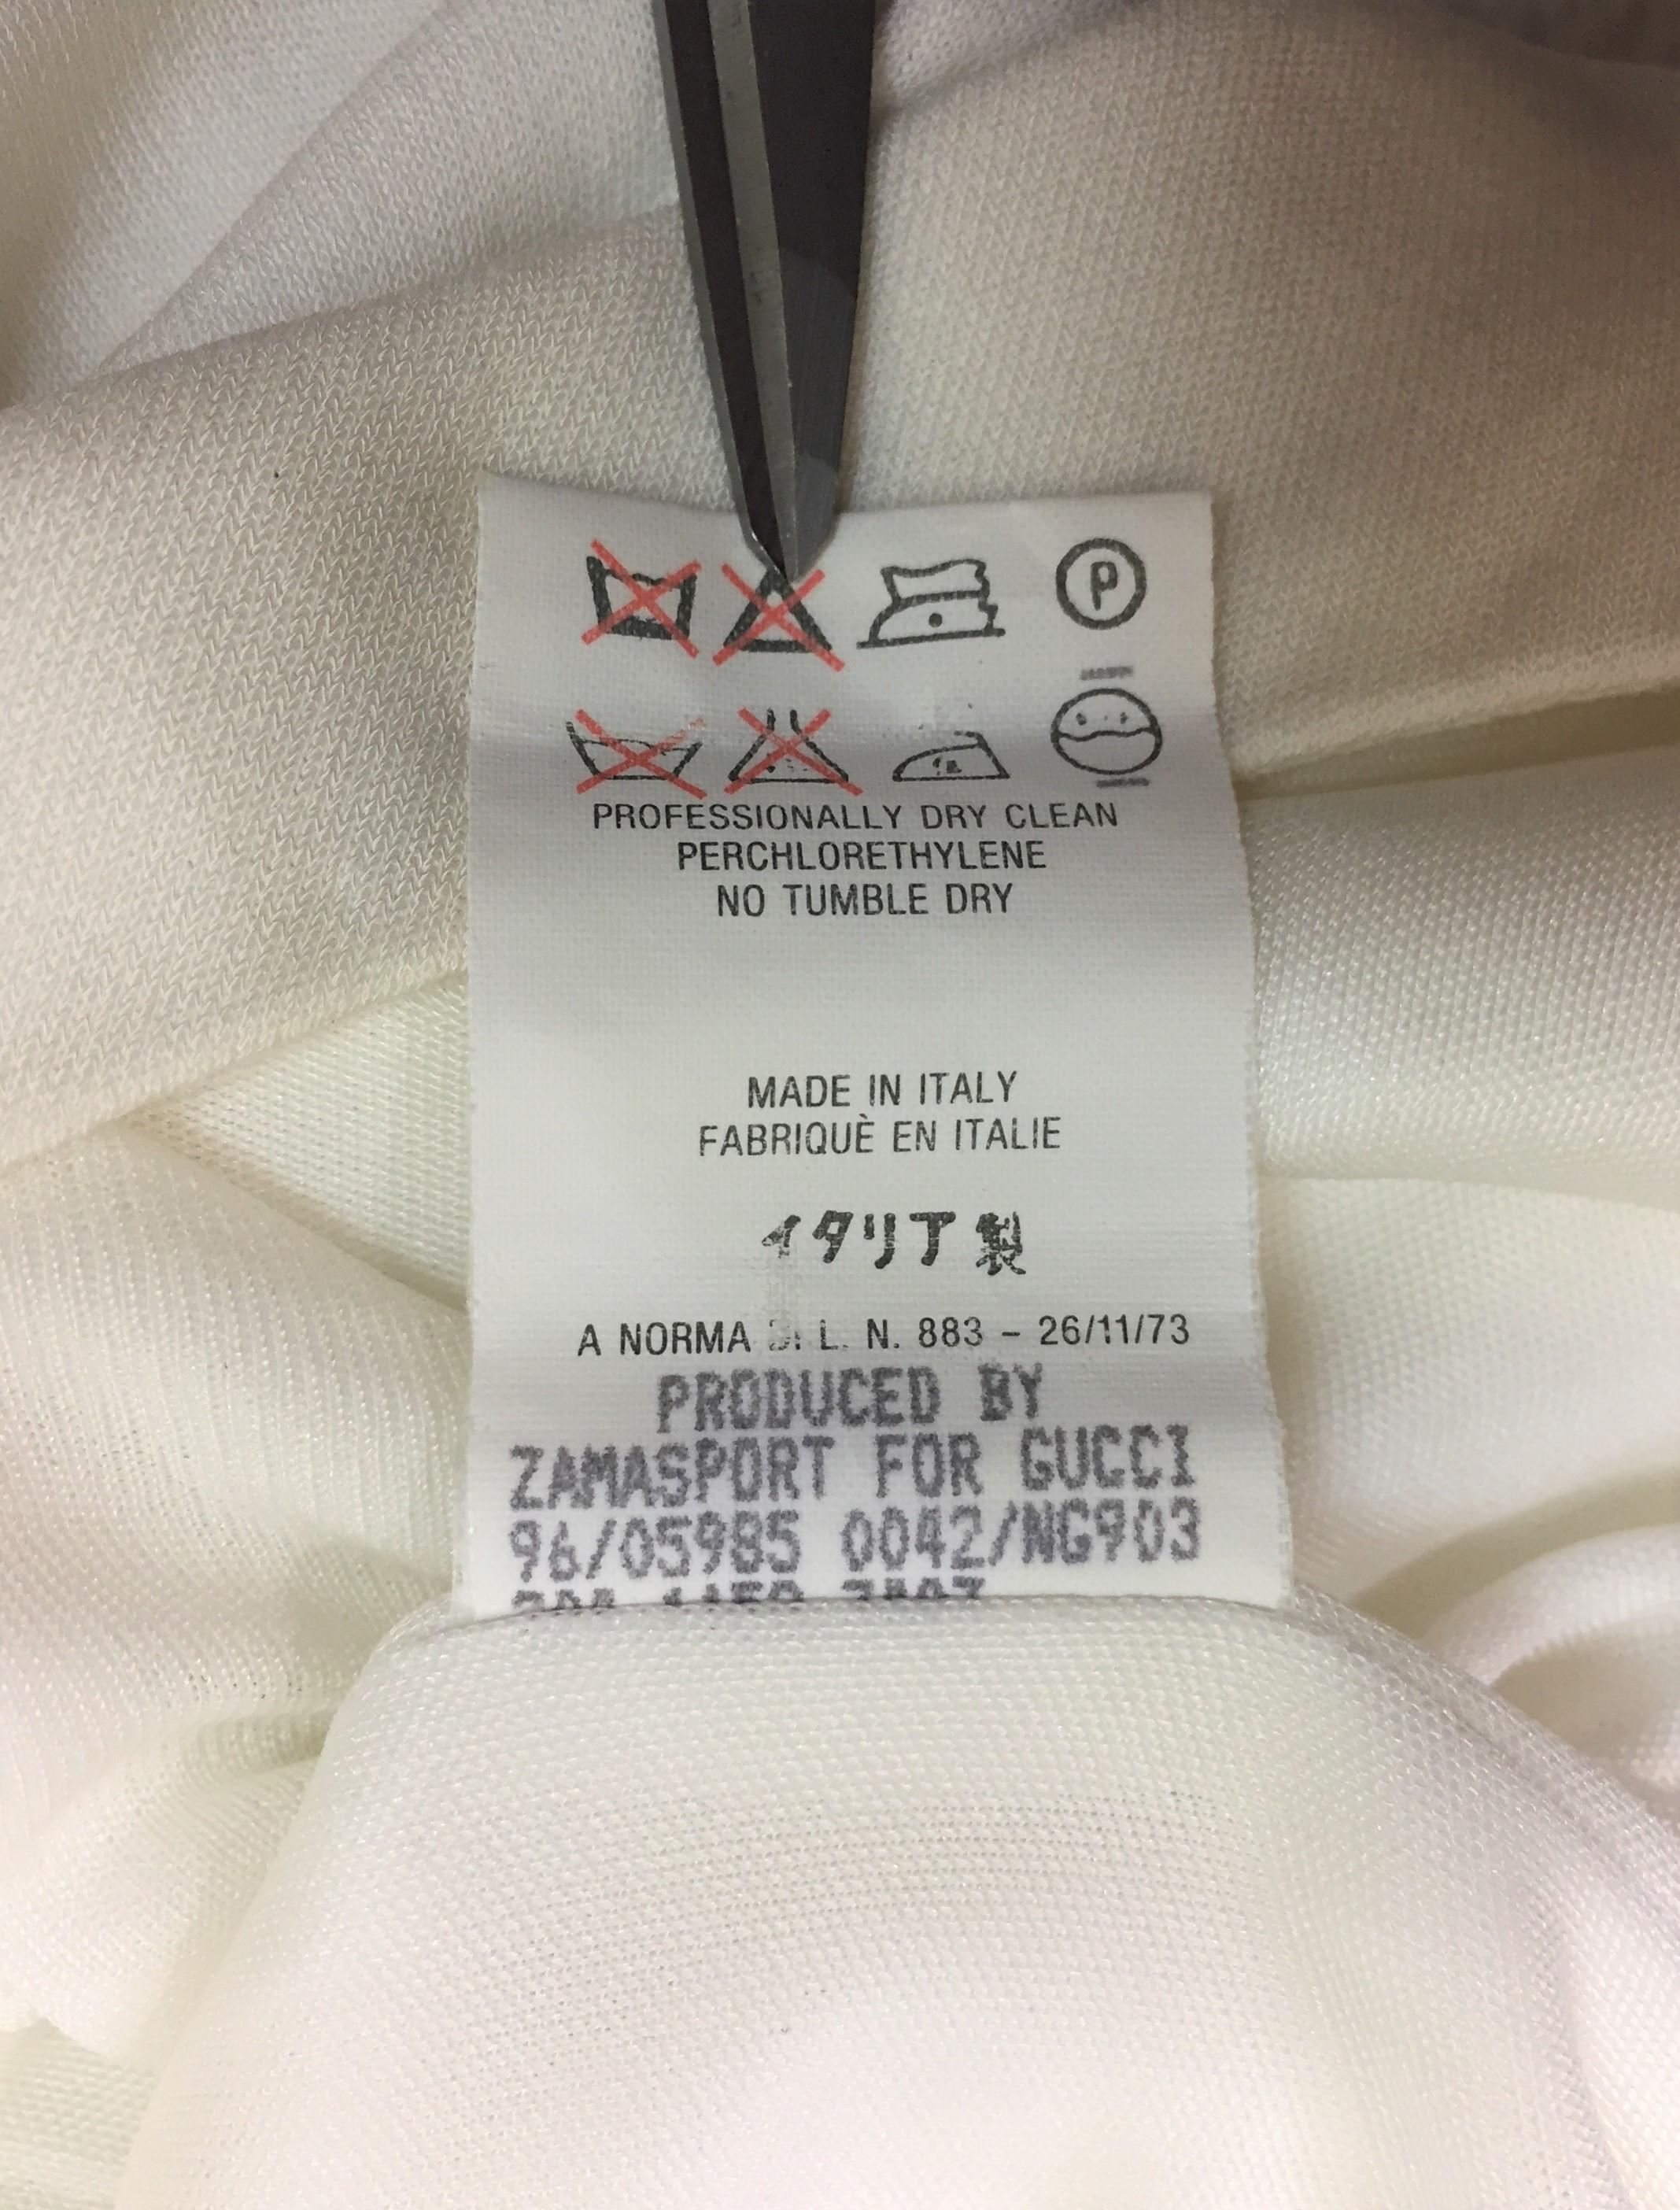 P
PROFESSIONALLY DRY CLEAN
PERCHLORETHYLENE
NO TUMBLE DRY
MADE IN ITALY
FABRIQUÈ EN ITALIE
イタリア製
A NORMA DI L. N. 883 – 26/11/73
PRODUCED BY
ZAMASPORT FOR GUCCI
96/05985 0042/NG903